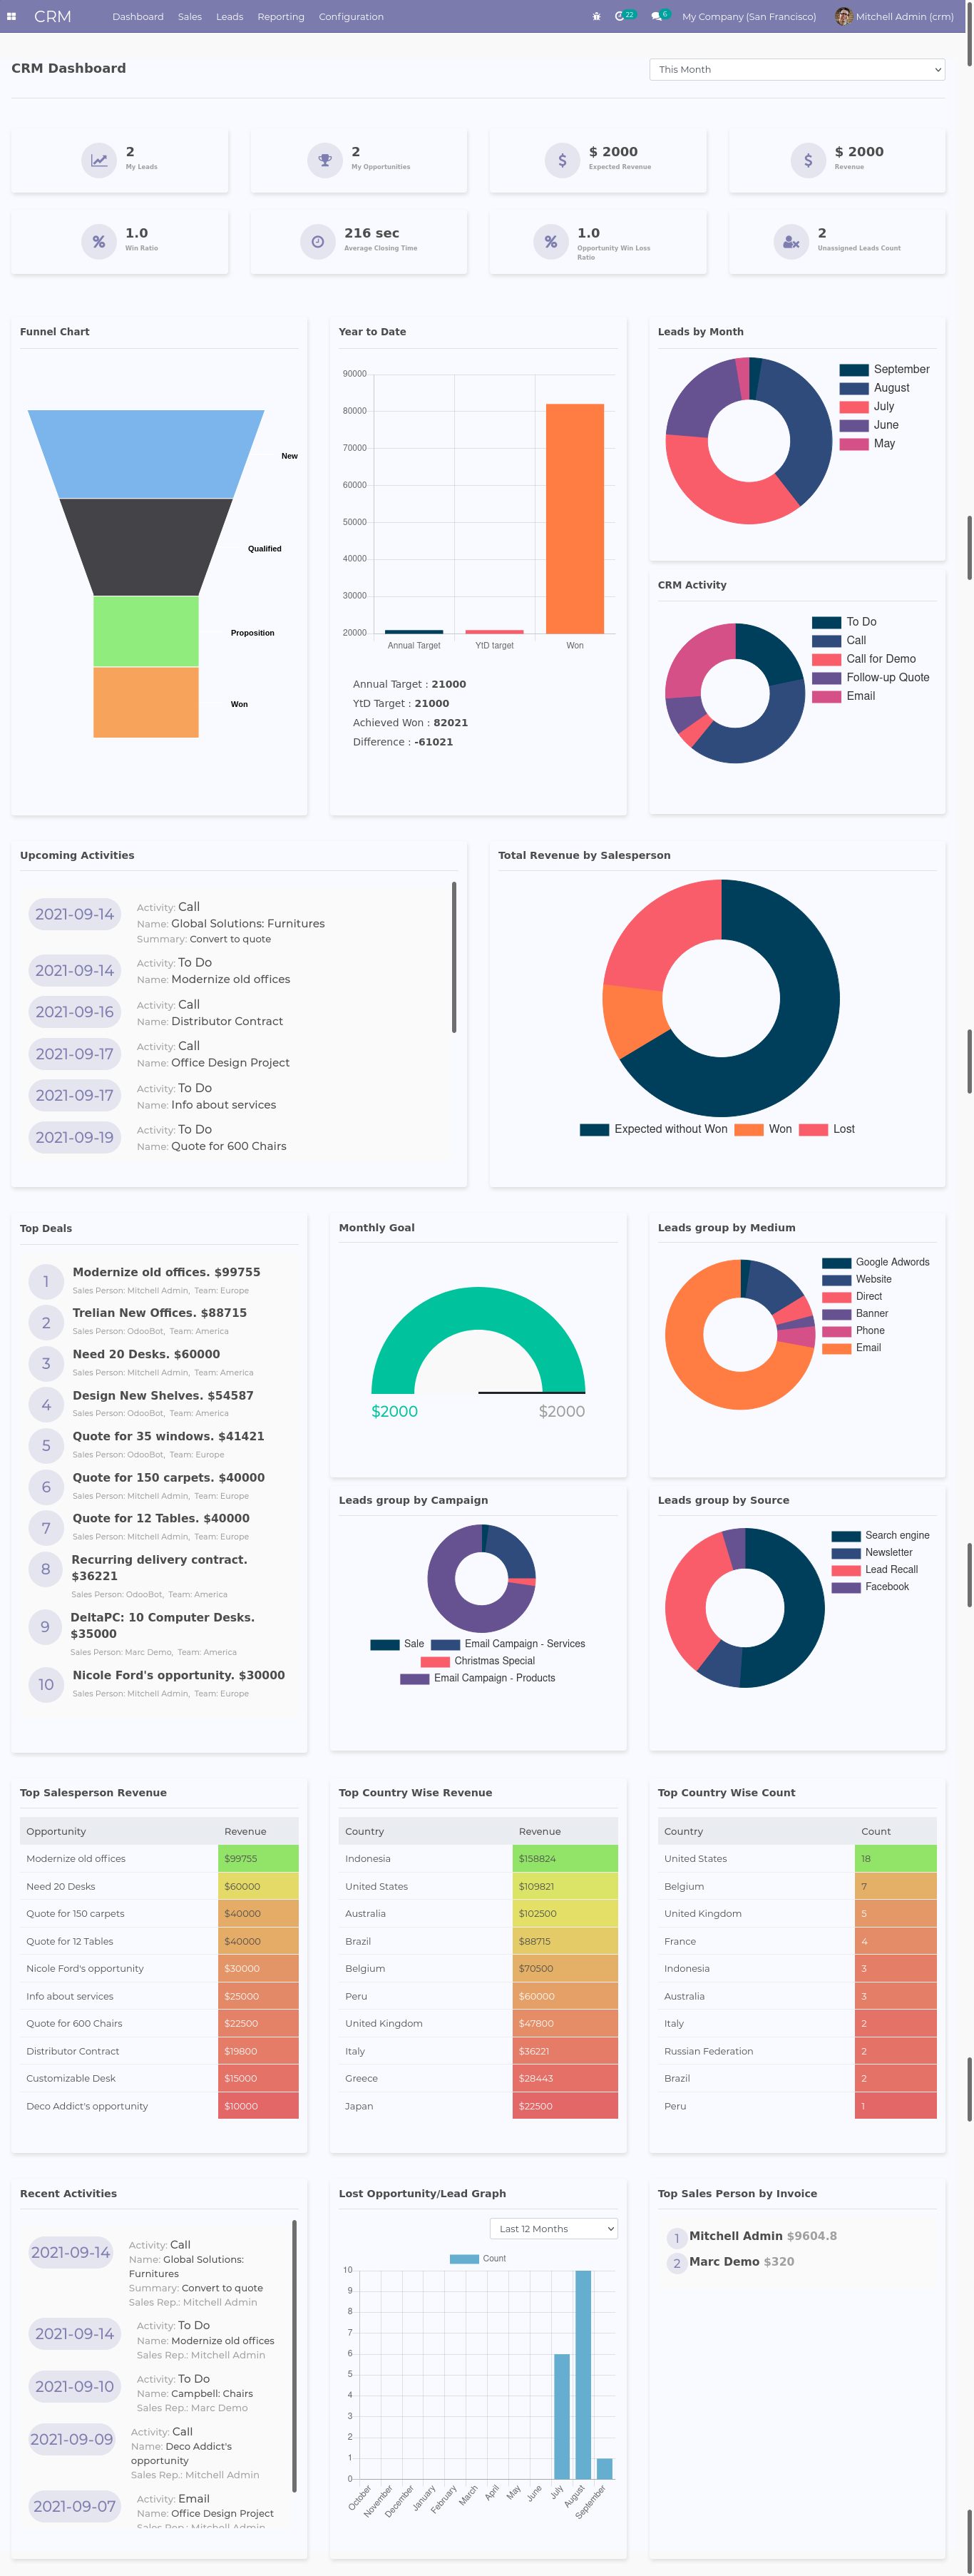 CRM Dashboard Sales Leads Reporting Configuration 22 6 My Company (San Francisco) Mitchell Admin (crm)
CRM Dashboard
This Month
2
My Leads
2
My Opportunities
$ 2000
Expected Revenue
$ 2000
Revenue
1.0
Win Ratio
216 sec
Average Closing Time
1.0
Opportunity Win Loss
Ratio
2
Unassigned Leads Count
Funnel Chart
New
Qualified
Proposition
Won
Year to Date
90000
80000
70000
60000
50000
40000
30000
20000
Annual Target YtD target Won
Annual Target : 21000
YtD Target : 21000
Achieved Won : 82021
Difference : -61021
Leads by Month
September
August
July
June
May
CRM Activity
To Do
Call
Call for Demo
Follow-up Quote
Email
Upcoming Activities
2021-09-14
Activity: Call
Name: Global Solutions: Furnitures
Summary: Convert to quote
2021-09-14
Activity: To Do
Name: Modernize old offices
2021-09-16
Activity: Call
Name: Distributor Contract
2021-09-17
Activity: Call
Name: Office Design Project
2021-09-17
Activity: To Do
Name: Info about services
2021-09-19
Activity: To Do
Name: Quote for 600 Chairs
Total Revenue by Salesperson
Expected without Won Won Lost
Top Deals
1
Modernize old offices. $99755
Sales Person: Mitchell Admin, Team: Europe
2
Trelian New Offices. $88715
Sales Person: OdooBot, Team: America
3
Need 20 Desks. $60000
Sales Person: Mitchell Admin, Team: America
4
Design New Shelves. $54587
Sales Person: OdooBot, Team: America
5
Quote for 35 windows. $41421
Sales Person: OdooBot, Team: Europe
6
Quote for 150 carpets. $40000
Sales Person: Mitchell Admin, Team: Europe
7
Quote for 12 Tables. $40000
Sales Person: Mitchell Admin, Team: Europe
8
Recurring delivery contract.
$36221
Sales Person: OdooBot, Team: America
9
DeltaPC: 10 Computer Desks.
$35000
Sales Person: Marc Demo, Team: America
10
Nicole Ford's opportunity. $30000
Sales Person: Mitchell Admin, Team: Europe
Monthly Goal
$2000 $2000
Leads group by Medium
Google Adwords
Website
Direct
Banner
Phone
Email
Leads group by Campaign
Sale Email Campaign - Services
Christmas Special
Email Campaign - Products
Leads group by Source
Search engine
Newsletter
Lead Recall
Facebook
Top Salesperson Revenue
Opportunity Revenue
Modernize old offices $99755
Need 20 Desks $60000
Quote for 150 carpets $40000
Quote for 12 Tables $40000
Nicole Ford's opportunity $30000
Info about services $25000
Quote for 600 Chairs $22500
Distributor Contract $19800
Customizable Desk $15000
Deco Addict's opportunity $10000
Top Country Wise Revenue
Country Revenue
Indonesia $158824
United States $109821
Australia $102500
Brazil $88715
Belgium $70500
Peru $60000
United Kingdom $47800
Italy $36221
Greece $28443
Japan $22500
Top Country Wise Count
Country Count
United States 18
Belgium 7
United Kingdom 5
France 4
Indonesia 3
Australia 3
Italy 2
Russian Federation 2
Brazil 2
Peru 1
Recent Activities
2021-09-14
Activity: Call
Name: Global Solutions:
Furnitures
Summary: Convert to quote
Sales Rep.: Mitchell Admin
2021-09-14
Activity: To Do
Name: Modernize old offices
Sales Rep.: Mitchell Admin
2021-09-10
Activity: To Do
Name: Campbell: Chairs
Sales Rep.: Marc Demo
2021-09-09
Activity: Call
Name: Deco Addict's
opportunity
Sales Rep.: Mitchell Admin
2021-09-07
Activity: Email
Name: Office Design Project
Sales Rep.: Mitchell Admin
Lost Opportunity/Lead Graph
Last 12 Months
Count
10
9
8
7
6
5
4
3
2
1
0
October November December January February March April May June July August September
Top Sales Person by Invoice
1 Mitchell Admin $9604.8
2 Marc Demo $320